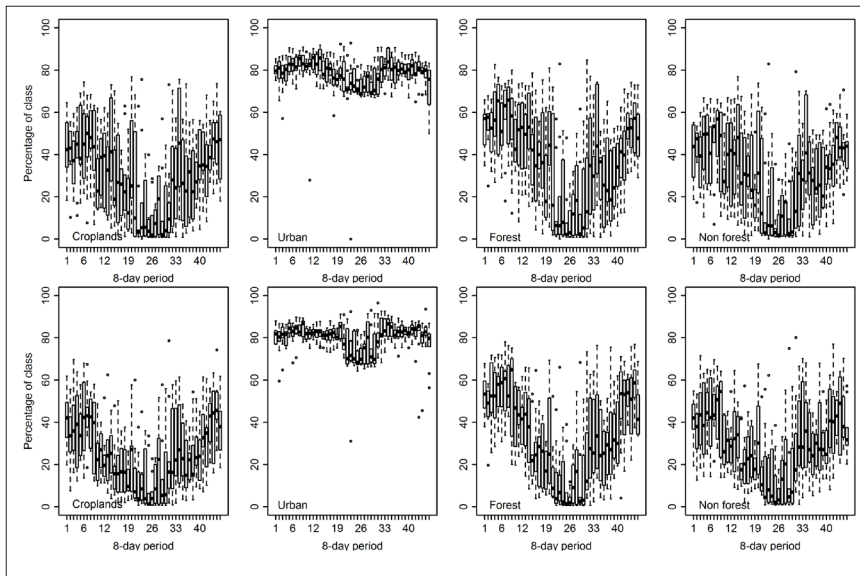 Percentage of class
0 20 40 60 80 100
Croplands
1 6 12 19 26 33 40
8-day period
0 20 40 60 80 100
Urban
1 6 12 19 26 33 40
8-day period
0 20 40 60 80 100
Forest
1 6 12 19 26 33 40
8-day period
0 20 40 60 80 100
Non forest
1 6 12 19 26 33 40
8-day period
Percentage of class
0 20 40 60 80 100
Croplands
1 6 12 19 26 33 40
8-day period
0 20 40 60 80 100
Urban
1 6 12 19 26 33 40
8-day period
0 20 40 60 80 100
Forest
1 6 12 19 26 33 40
8-day period
0 20 40 60 80 100
Non forest
1 6 12 19 26 33 40
8-day period